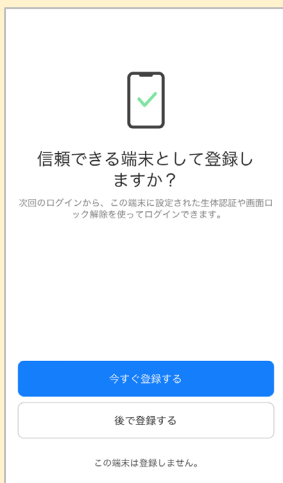 信頼できる端末として登録し
ますか？
次回のログインから、この端末に設定された生体認証や画面ロ
ック解除を使ってログインできます。
今すぐ登録する
後で登録する
この端末は登録しません。